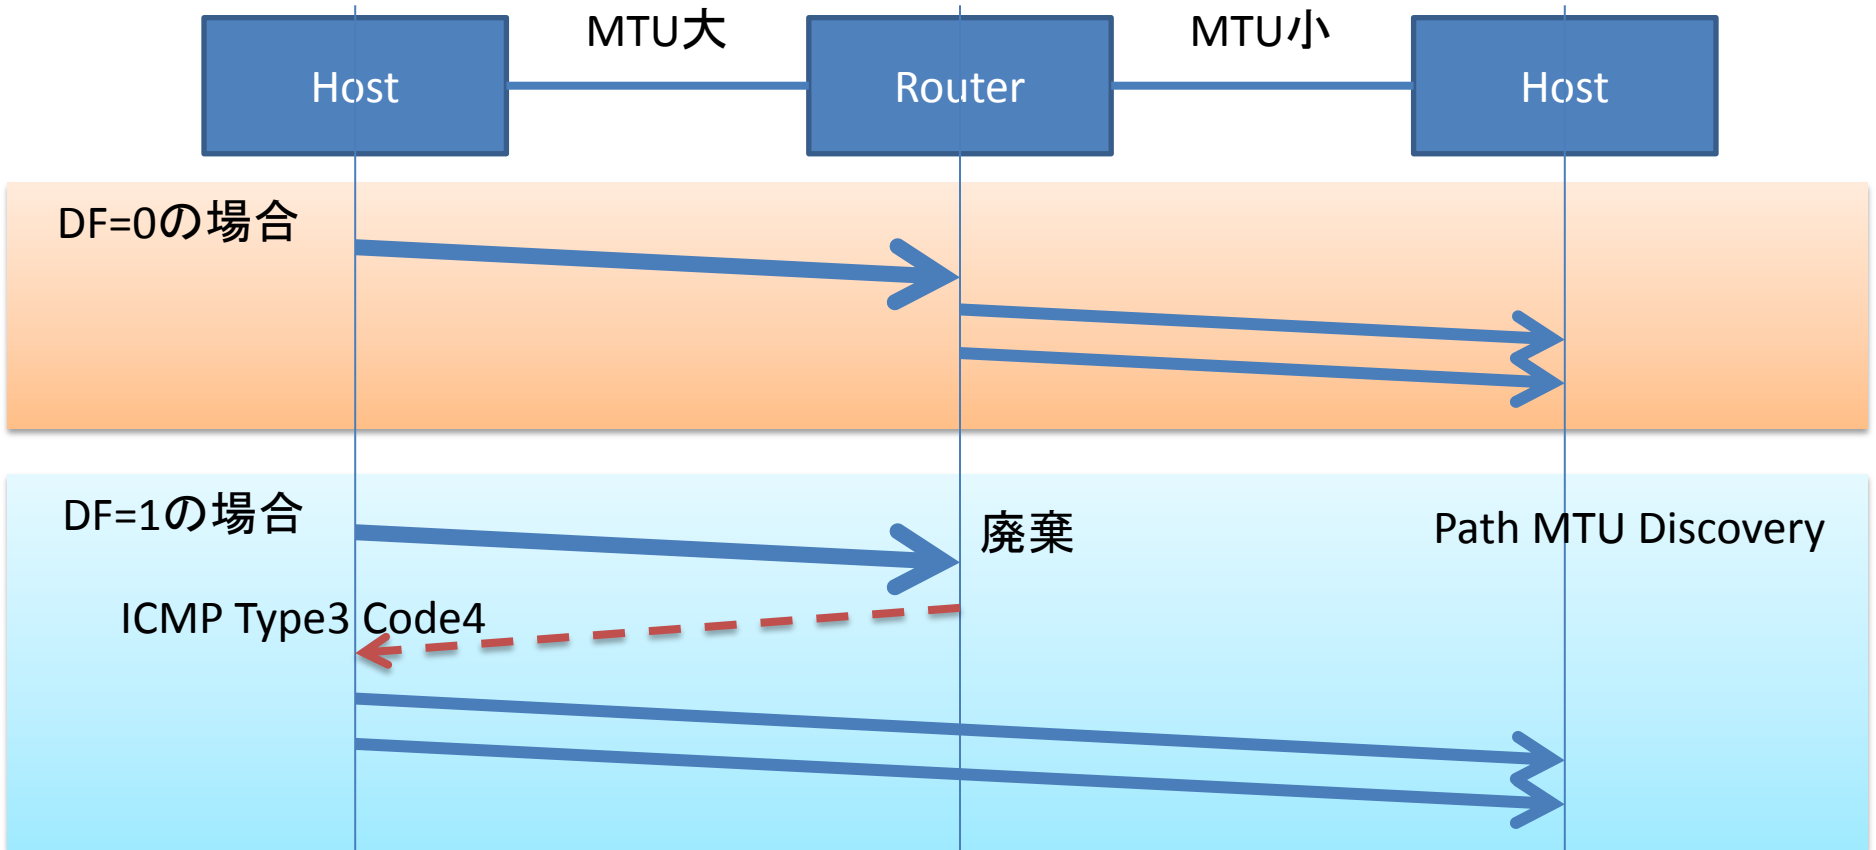 MTU大
MTU小
Host
Router
Host
DF=0の場合
DF=1の場合
廃棄
Path MTU Discovery
ICMP Type3 Code4